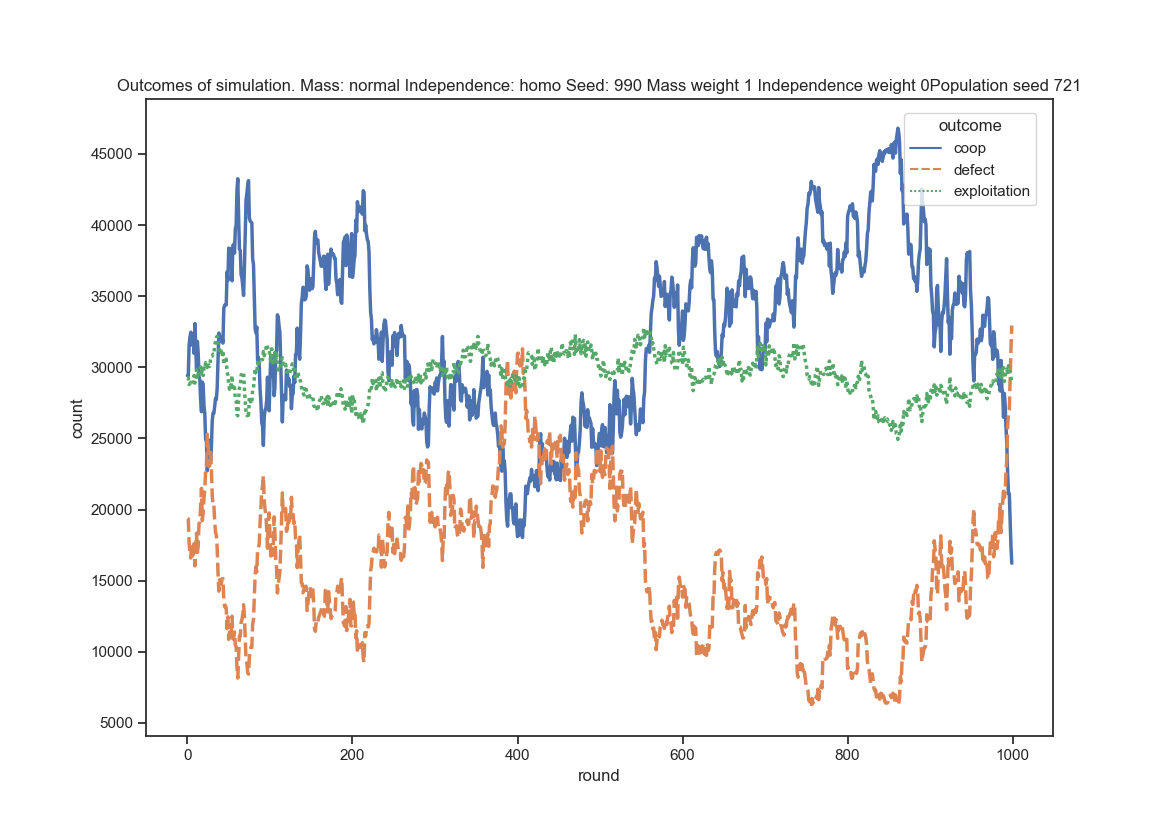 Outcomes of simulation. Mass: normal Independence: homo Seed: 990 Mass weight 1 Independence weight 0Population seed 721
outcome
coop
defect
exploitation
45000
40000
35000
30000
25000
20000
15000
10000
5000
count
0 200 400 600 800 1000
round